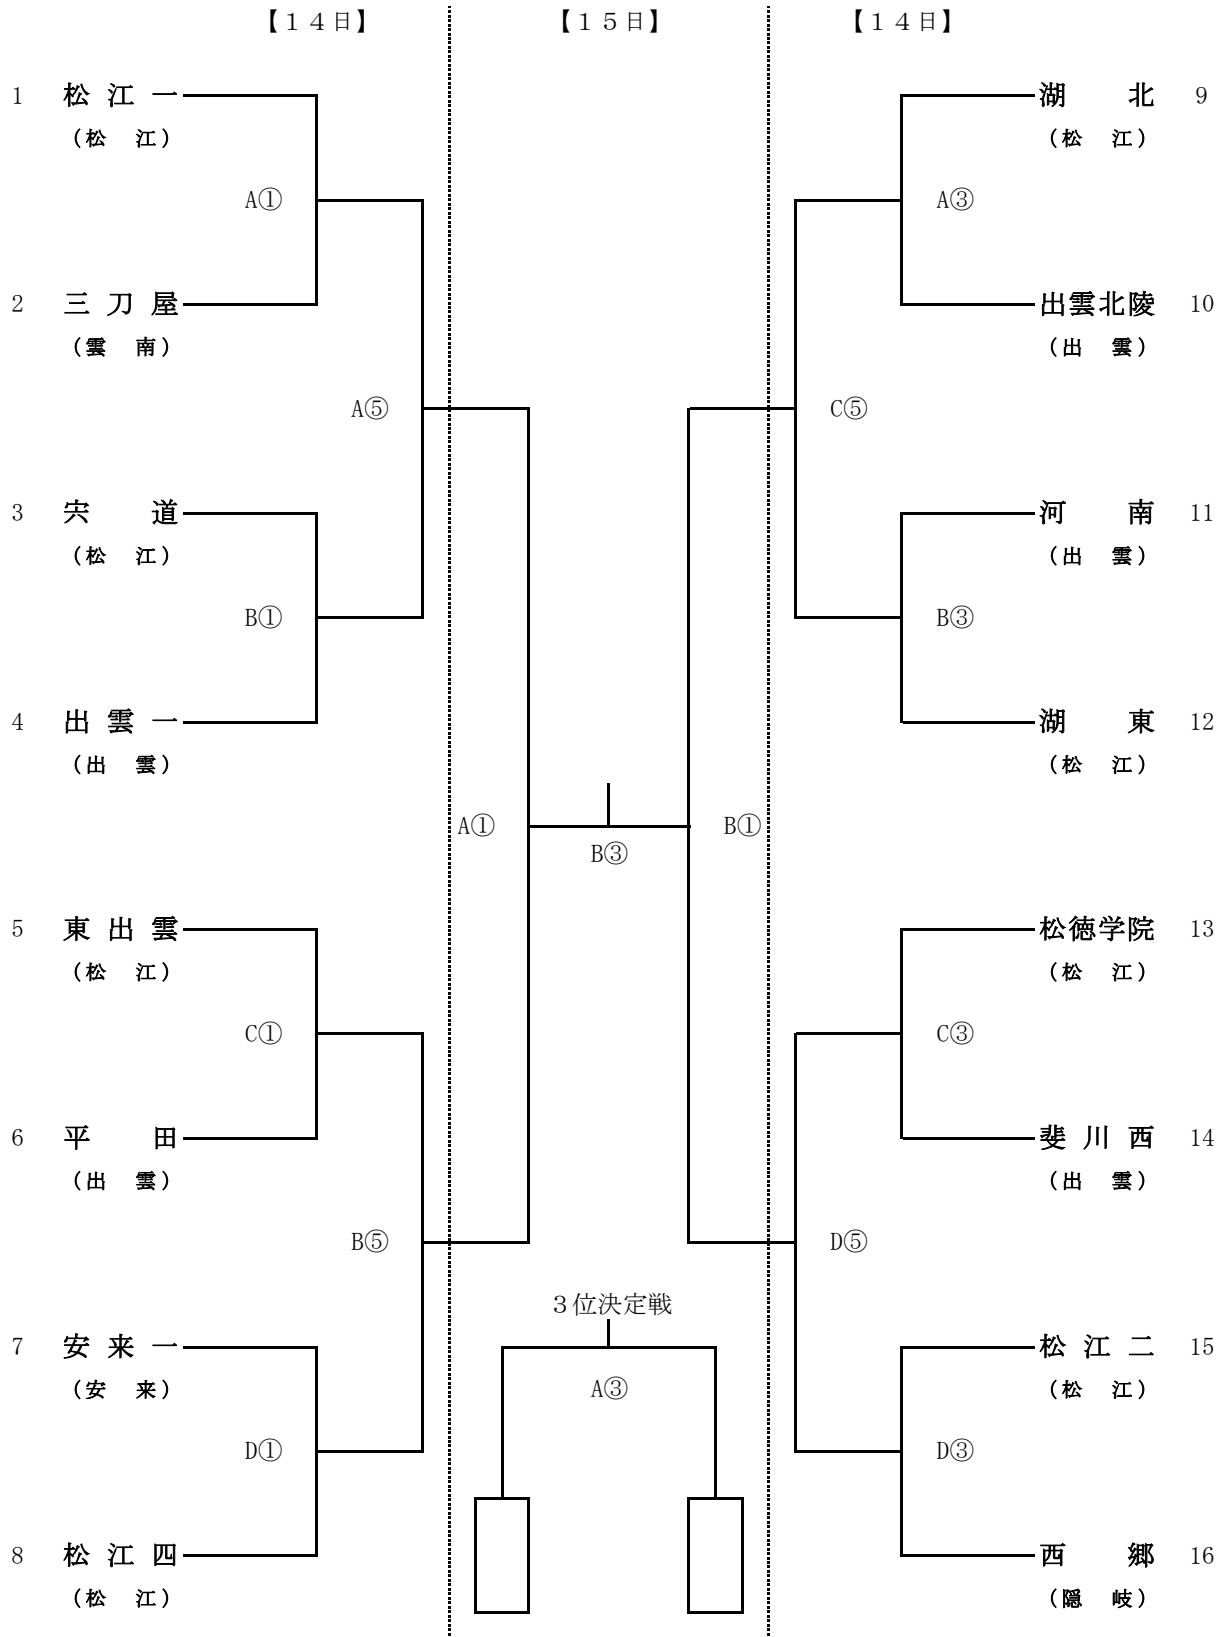 【１４日】 【１５日】 【１４日】
1 松江一 湖北 9
（松江） （松江）
A① A③
2 三刀屋 出雲北陵 10
（雲南） （出雲）
A⑤ C⑤
3 宍道 河南 11
（松江） （出雲）
B① B③
4 出雲一 湖東 12
（出雲） （松江）
A① B①
B③
5 東出雲 松徳学院 13
（松江） （松江）
C① C③
6 平田 斐川西 14
（出雲） （出雲）
B⑤ D⑤
３位決定戦
7 安来一 松江二 15
（安来） A③ （松江）
D① D③
8 松江四 西郷 16
（松江） （隠岐）